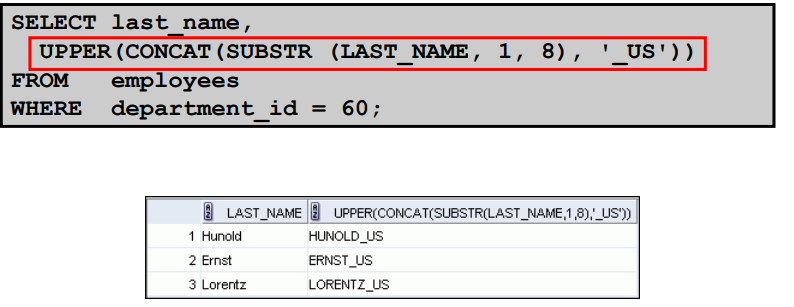 SELECT last_name,
UPPER(CONCAT(SUBSTR (LAST_NAME, 1, 8), '_US'))
FROM employees
WHERE department_id = 60;
LAST_NAME UPPER(CONCAT(SUBSTR(LAST_NAME,1,8),'_US'))
1 Hunold HUNOLD_US
2 Ernst ERNST_US
3 Lorentz LORENTZ_US